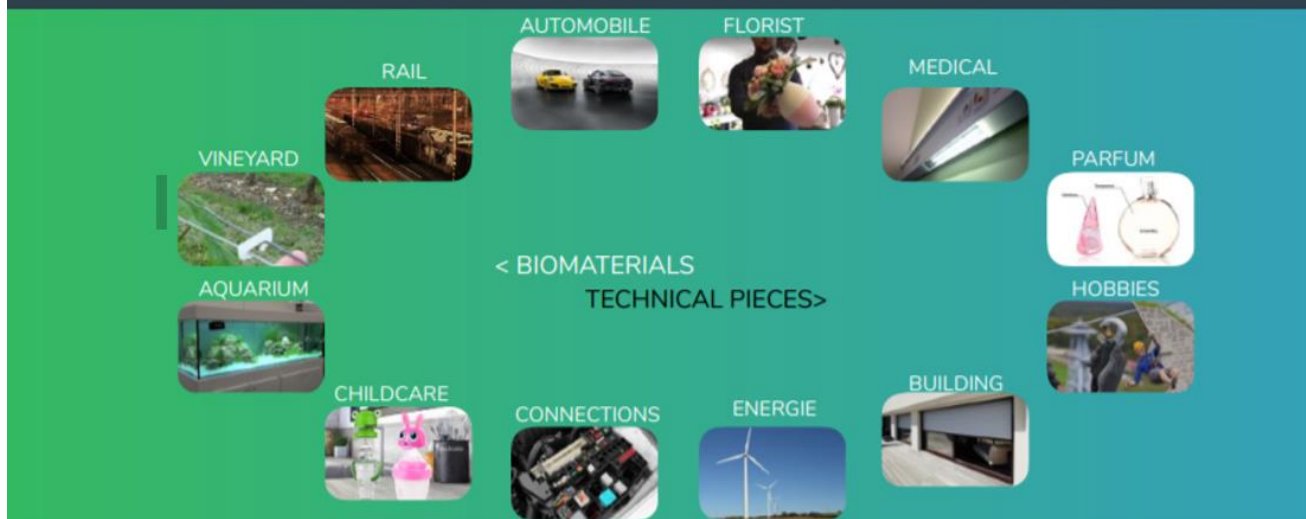 AUTOMOBILE
FLORIST
RAIL
MEDICAL
VINEYARD
PARFUM
< BIOMATERIALS
TECHNICAL PIECES>
AQUARIUM
HOBBIES
CHILDCARE
BUILDING
CONNECTIONS
ENERGIE